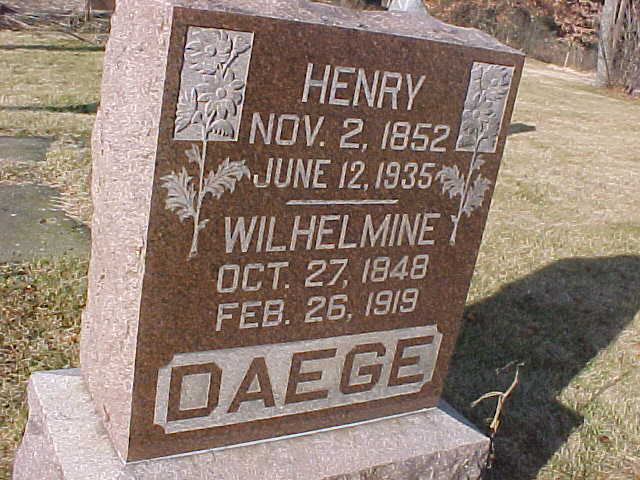 HENRY
NOV. 2, 1852
JUNE 12, 1935
WILHELMINE
OCT. 27, 1848
FEB. 26, 1919
DAEGE